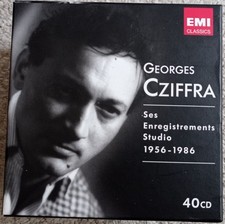 EMI
CLASSICS
GEORGES
CZIFFRA
Ses
Enregistrements
Studio
1956-1986
40CD